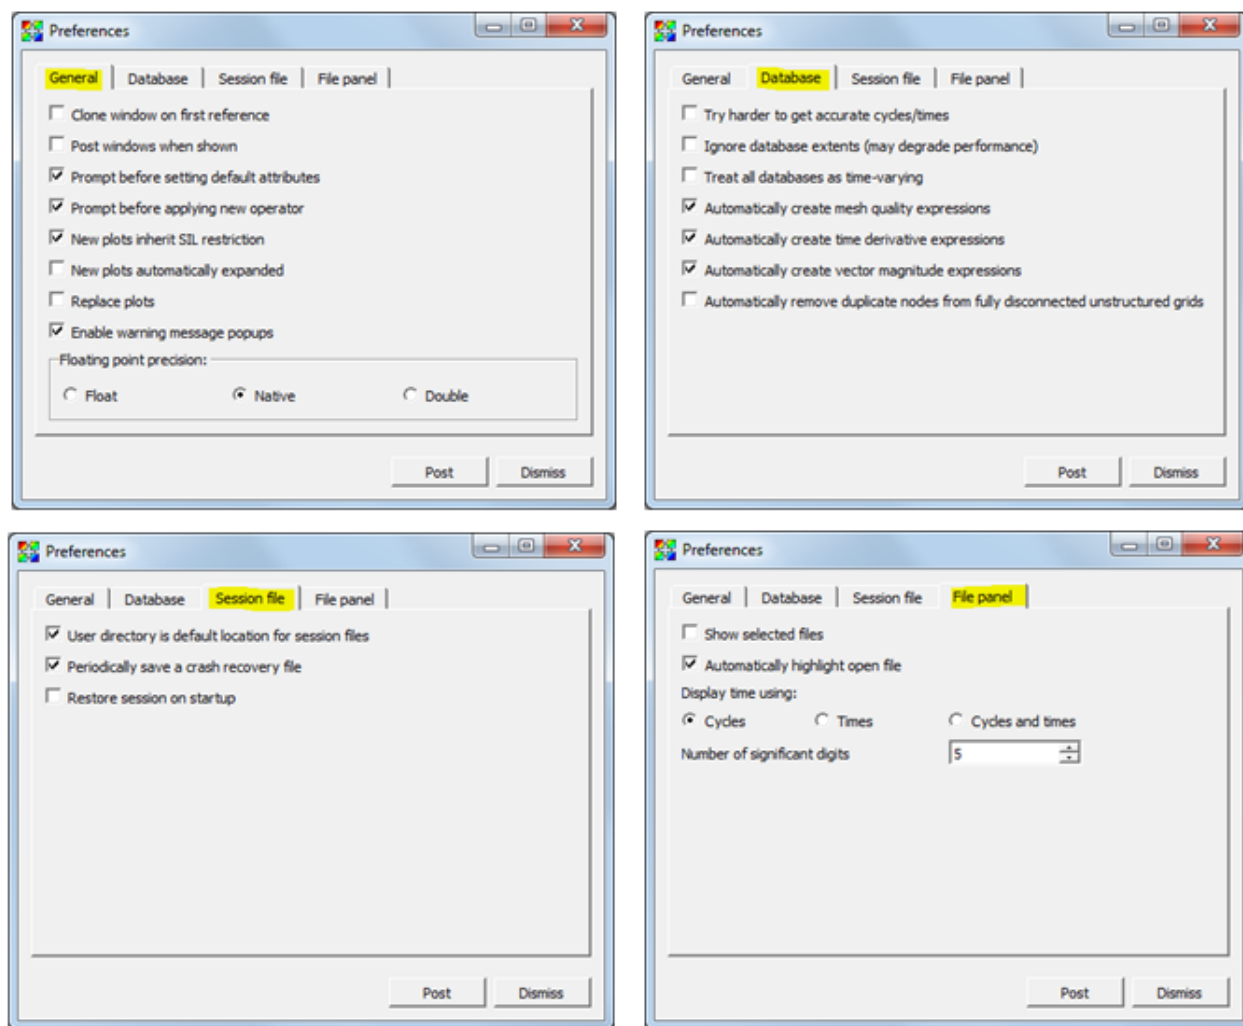 Preferences
General Database Session file File panel
Clone window on first reference
Post windows when shown
Prompt before setting default attributes
Prompt before applying new operator
New plots inherit SIL restriction
New plots automatically expanded
Replace plots
Enable warning message popups
Floating point precision:
Float Native Double
Post Dismiss
Preferences
General Database Session file File panel
Try harder to get accurate cycles/times
Ignore database extents (may degrade performance)
Treat all databases as time-varying
Automatically create mesh quality expressions
Automatically create time derivative expressions
Automatically create vector magnitude expressions
Automatically remove duplicate nodes from fully disconnected unstructured grids
Post Dismiss
Preferences
General Database Session file File panel
User directory is default location for session files
Periodically save a crash recovery file
Restore session on startup
Post Dismiss
Preferences
General Database Session file File panel
Show selected files
Automatically highlight open file
Display time using:
Cycles Times Cycles and times
Number of significant digits 5
Post Dismiss